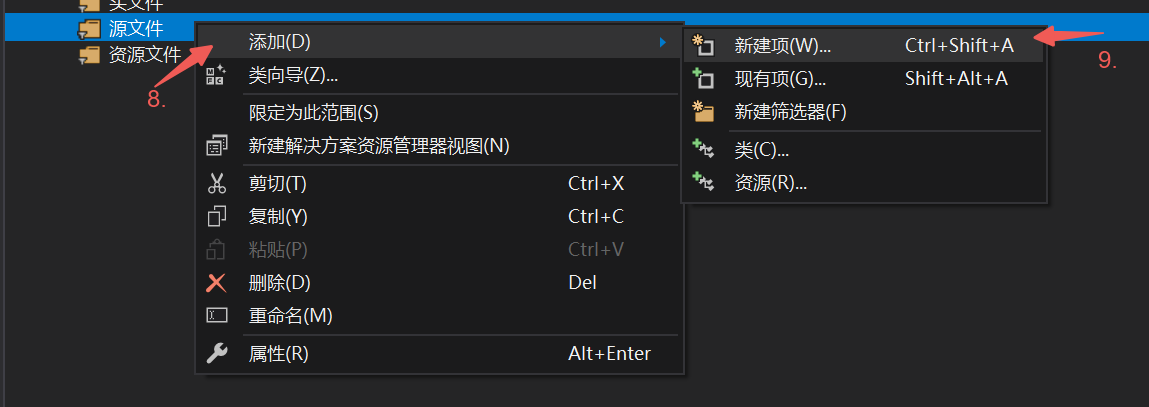 源文件
资源文件
8.
添加(D)
类向导(Z)...
限定为此范围(S)
新建解决方案资源管理器视图(N)
剪切(T) Ctrl+X
复制(Y) Ctrl+C
粘贴(P) Ctrl+V
删除(D) Del
重命名(M)
属性(R) Alt+Enter
新建项(W)... Ctrl+Shift+A
现有项(G)... Shift+Alt+A
新建筛选器(F)
类(C)...
资源(R)...
9.